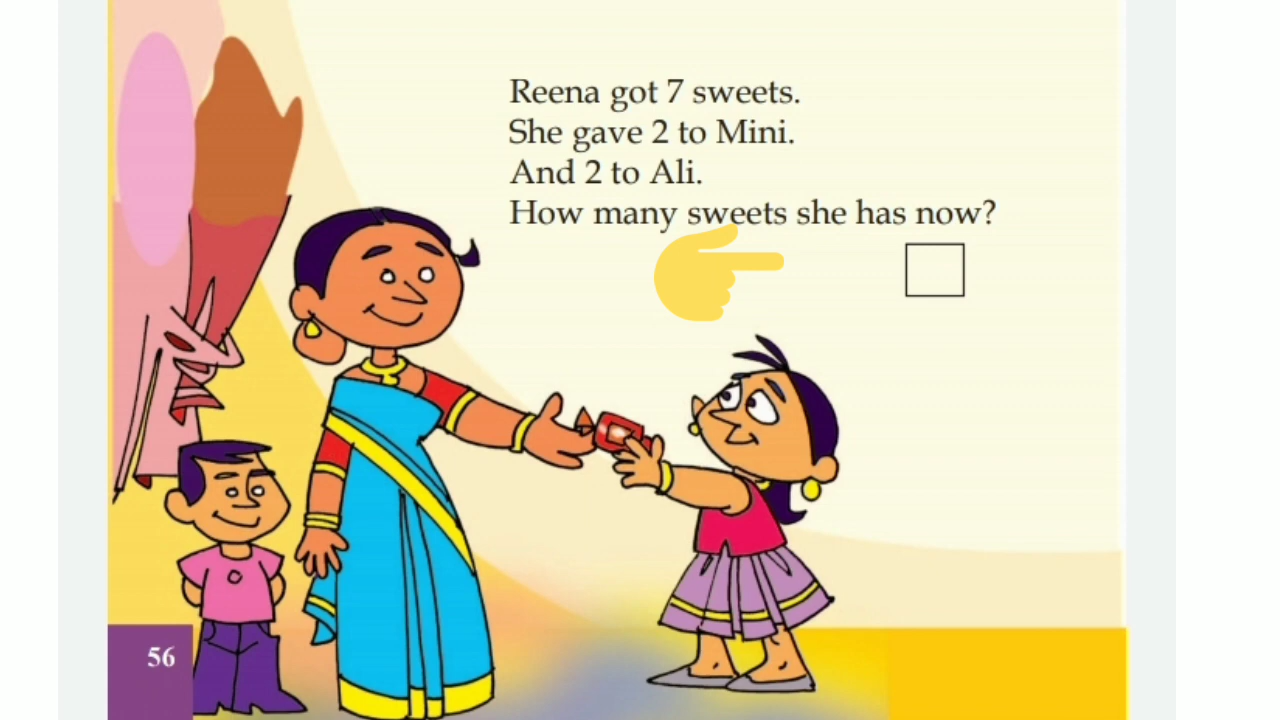 Reena got 7 sweets.
She gave 2 to Mini.
And 2 to Ali.
How many sweets she has now?
56